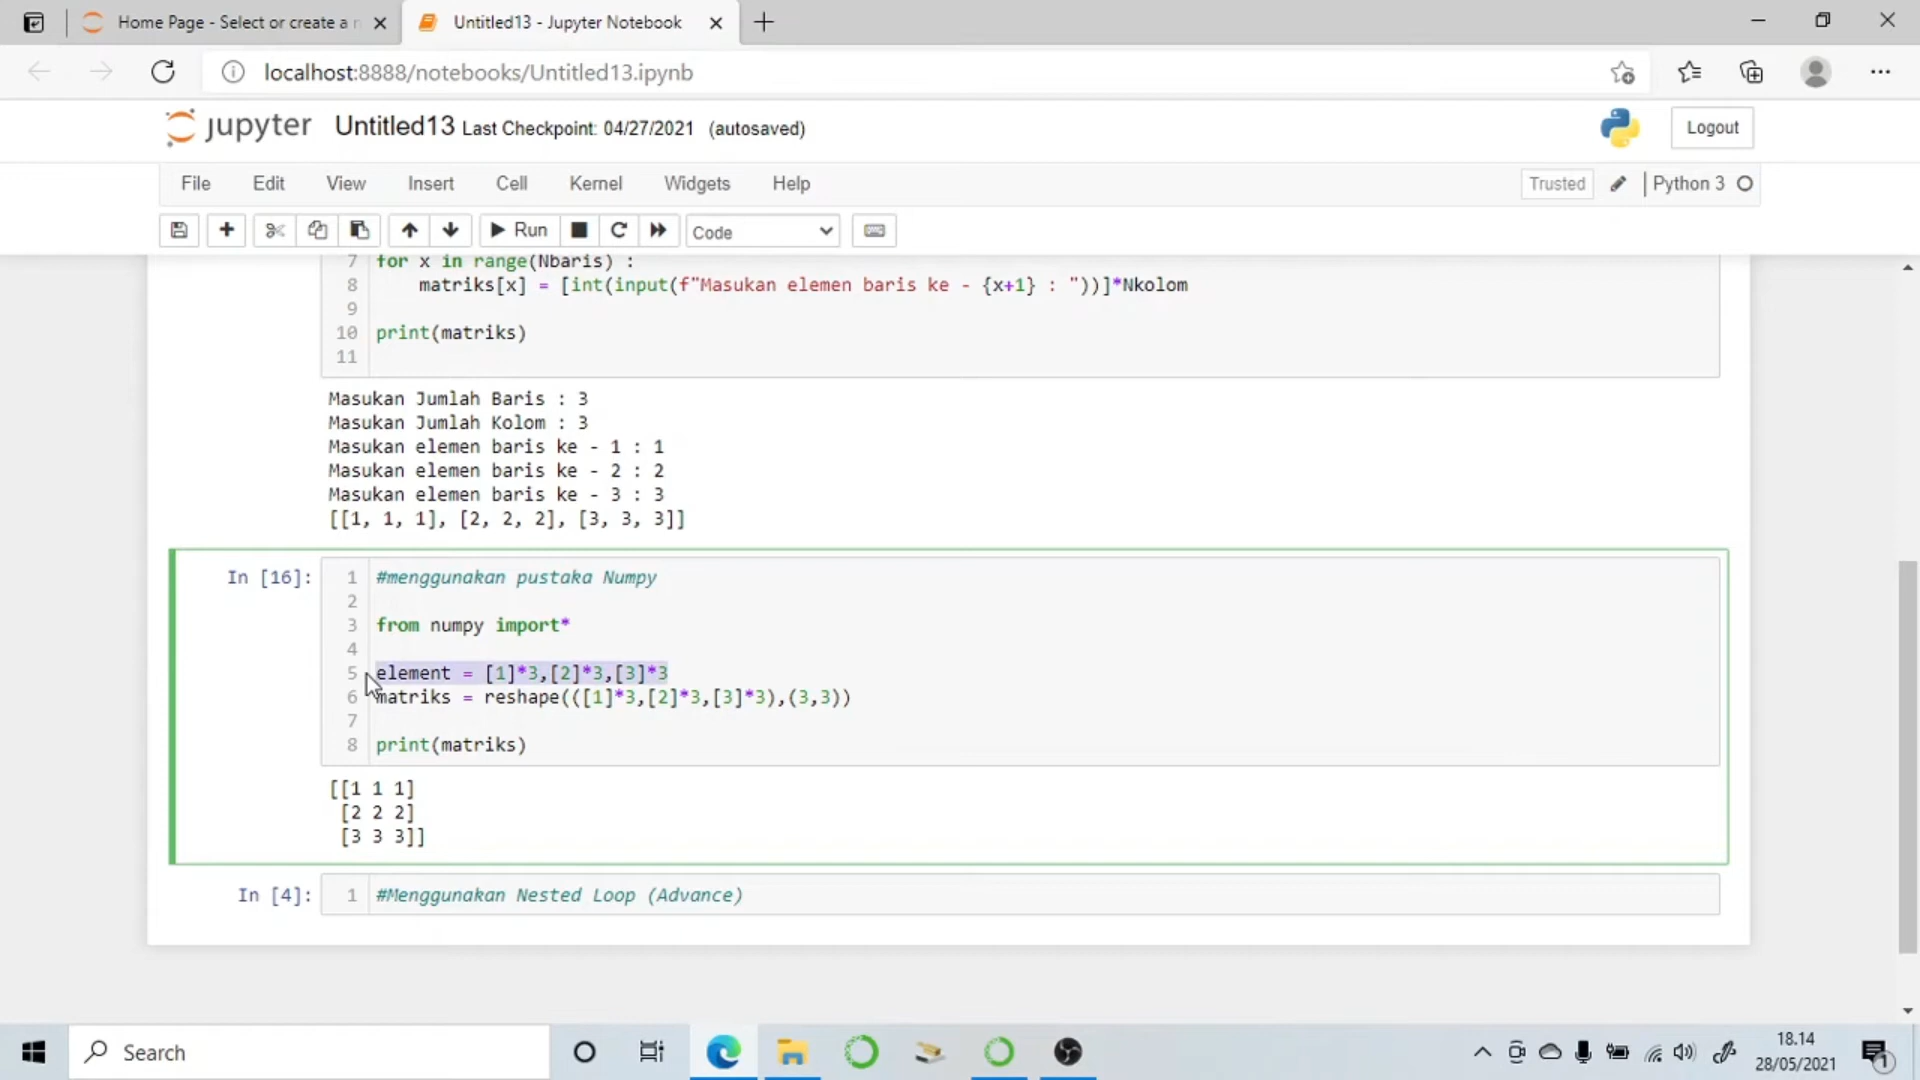 Home Page - Select or create a n
Untitled13 - Jupyter Notebook
localhost:8888/notebooks/Untitled13.ipynb
jupyter Untitled13 Last Checkpoint: 04/27/2021 (autosaved)
Logout
File Edit View Insert Cell Kernel Widgets Help
Trusted Python 3
Run Code
7 for x in range(Nbaris) :
8 matriks[x] = [int(input(f"Masukan elemen baris ke - {x+1} : "))]*Nkolom
9
10 print(matriks)
11
Masukan Jumlah Baris : 3
Masukan Jumlah Kolom : 3
Masukan elemen baris ke - 1 : 1
Masukan elemen baris ke - 2 : 2
Masukan elemen baris ke - 3 : 3
[[1, 1, 1], [2, 2, 2], [3, 3, 3]]
In [16]: 1 #menggunakan pustaka Numpy
2
3 from numpy import*
4
5 element = [1]*3,[2]*3,[3]*3
6 matriks = reshape(([1]*3,[2]*3,[3]*3),(3,3))
7
8 print(matriks)
[[1 1 1]
[2 2 2]
[3 3 3]]
In [4]: 1 #Menggunakan Nested Loop (Advance)
Search
18.14
28/05/2021
1